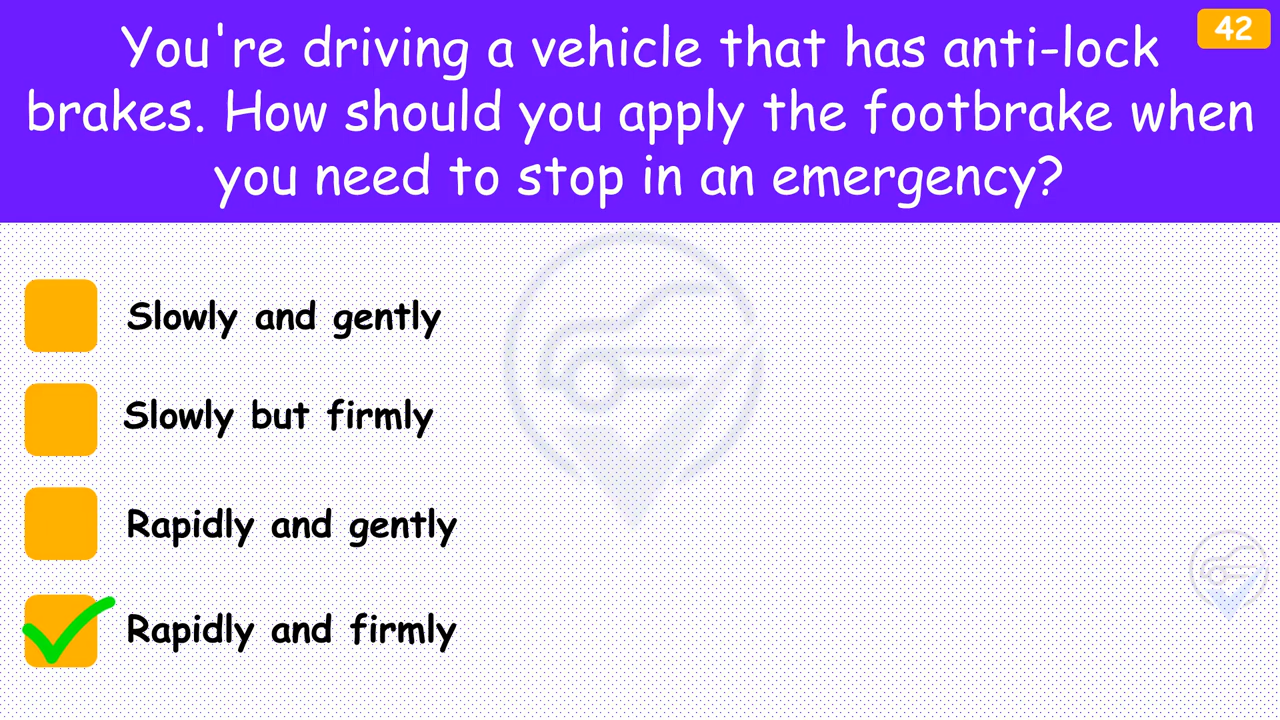 42
You're driving a vehicle that has anti-lock
brakes. How should you apply the footbrake when
you need to stop in an emergency?
Slowly and gently
Slowly but firmly
Rapidly and gently
Rapidly and firmly